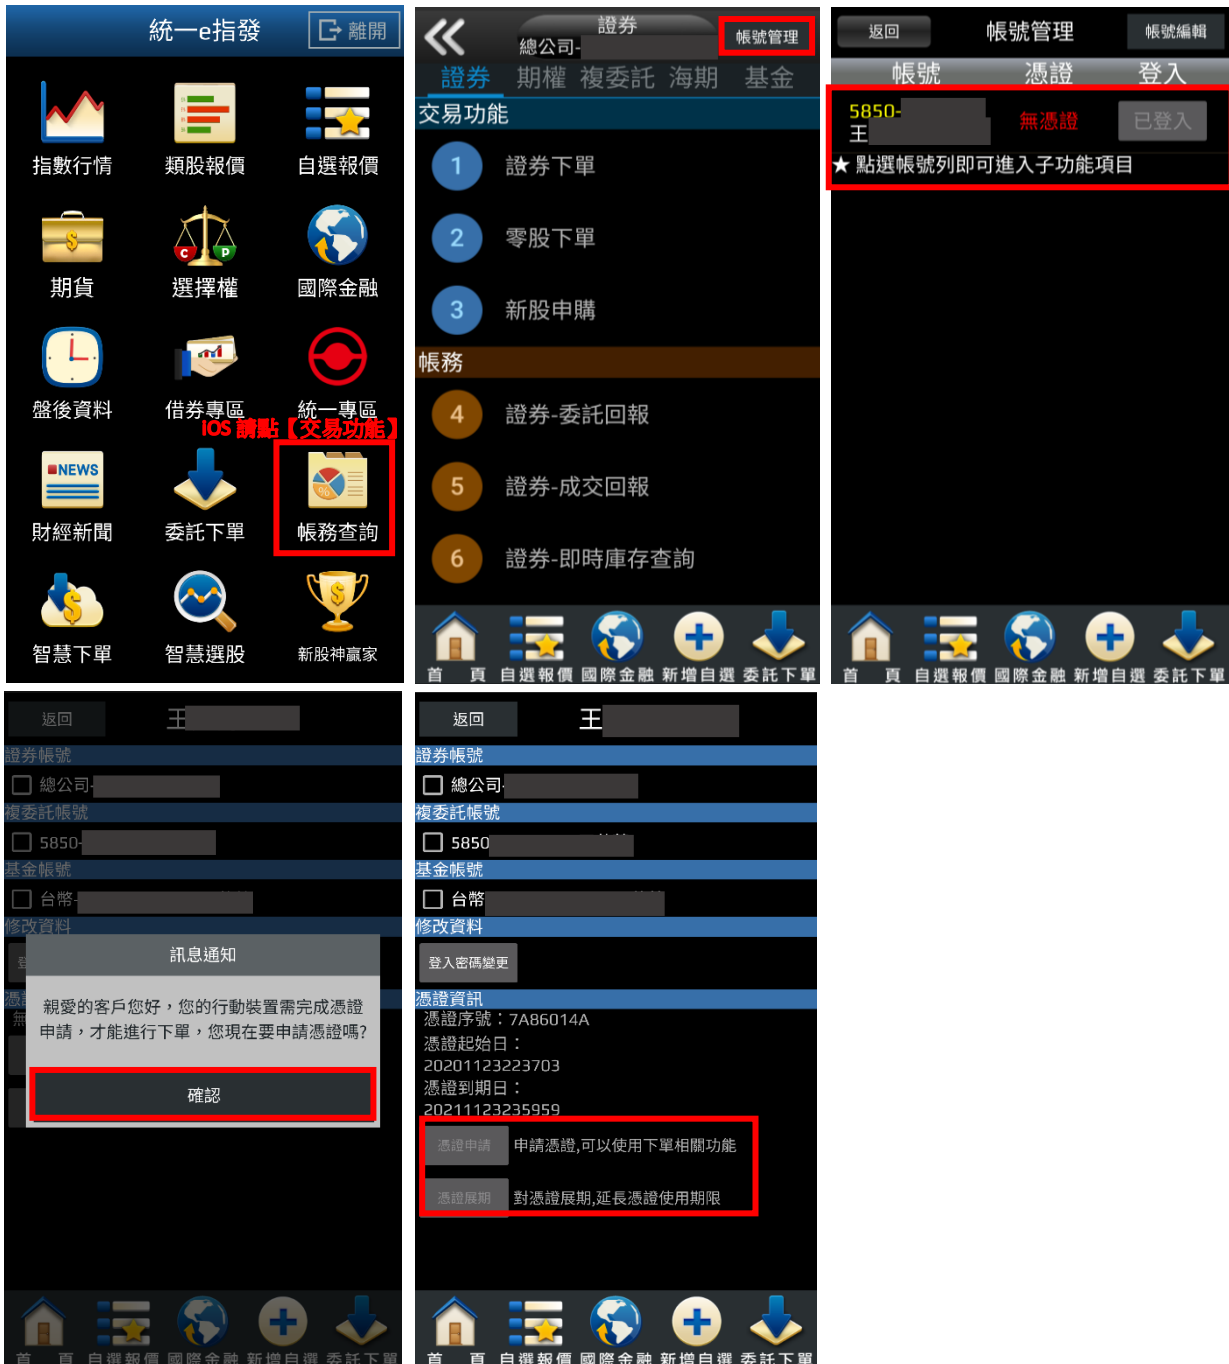 統一e指發
離開
指數行情
類股報價
自選報價
期貨
選擇權
國際金融
盤後資料
借券專區
統一專區
iOS 請點【交易功能】
NEWS
財經新聞
委託下單
帳務查詢
智慧下單
智慧選股
新股神贏家
證券
總公司-
帳號管理
證券 期權 複委託 海期 基金
交易功能
1 證券下單
2 零股下單
3 新股申購
帳務
4 證券-委託回報
5 證券-成交回報
6 證券-即時庫存查詢
首 頁 自選報價 國際金融 新增自選 委託下單
返回
帳號管理
帳號編輯
帳號 憑證 登入
5850-
王
無憑證
已登入
★ 點選帳號列即可進入子功能項目
首 頁 自選報價 國際金融 新增自選 委託下單
返回
王
證券帳號
總公司-
複委託帳號
5850-
基金帳號
台幣-
修改資料
訊息通知
親愛的客戶您好，您的行動裝置需完成憑證
申請，才能進行下單，您現在要申請憑證嗎?
確認
首 頁 自選報價 國際金融 新增自選 委託下單
返回
王
證券帳號
總公司-
複委託帳號
5850
基金帳號
台幣
修改資料
登入密碼變更
憑證資訊
憑證序號：7A86014A
憑證起始日：
20201123223703
憑證到期日：
20211123235959
憑證申請 申請憑證,可以使用下單相關功能
憑證展期 對憑證展期,延長憑證使用期限
首 頁 自選報價 國際金融 新增自選 委託下單